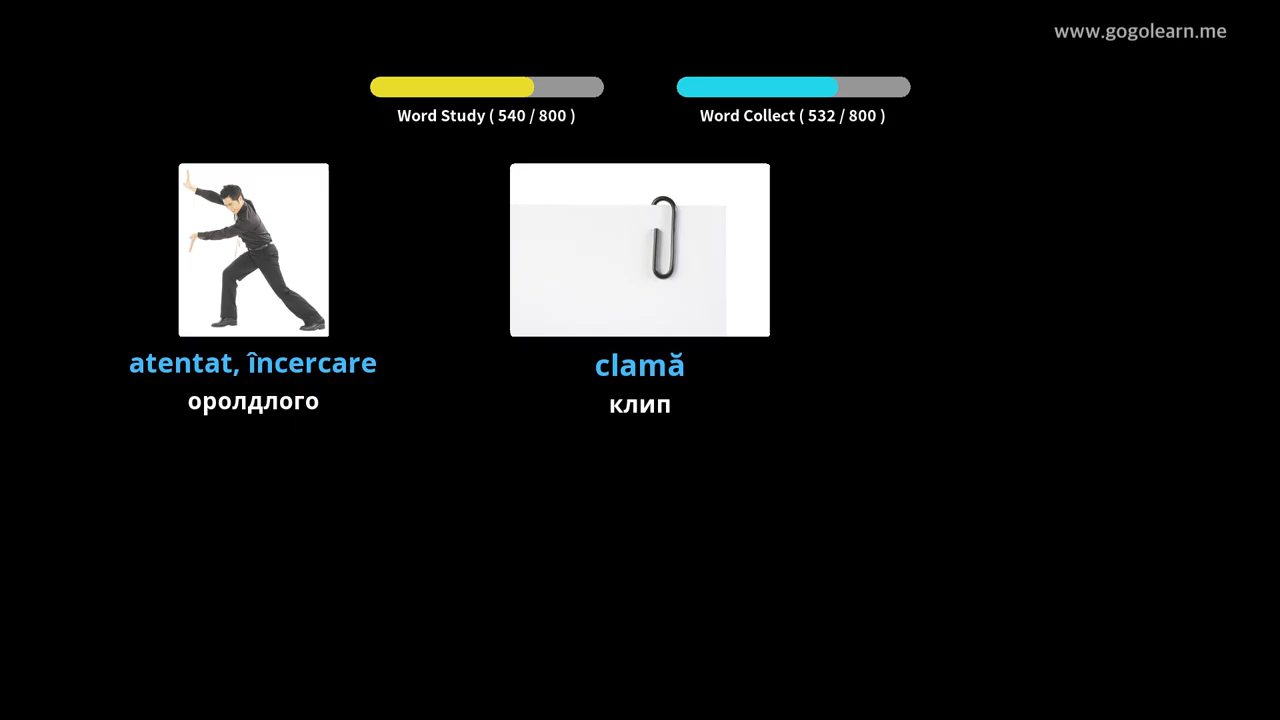 www.gogolearn.me
Word Study ( 540 / 800 )
Word Collect ( 532 / 800 )
atentat, încercare
оролдлого
clamă
клип